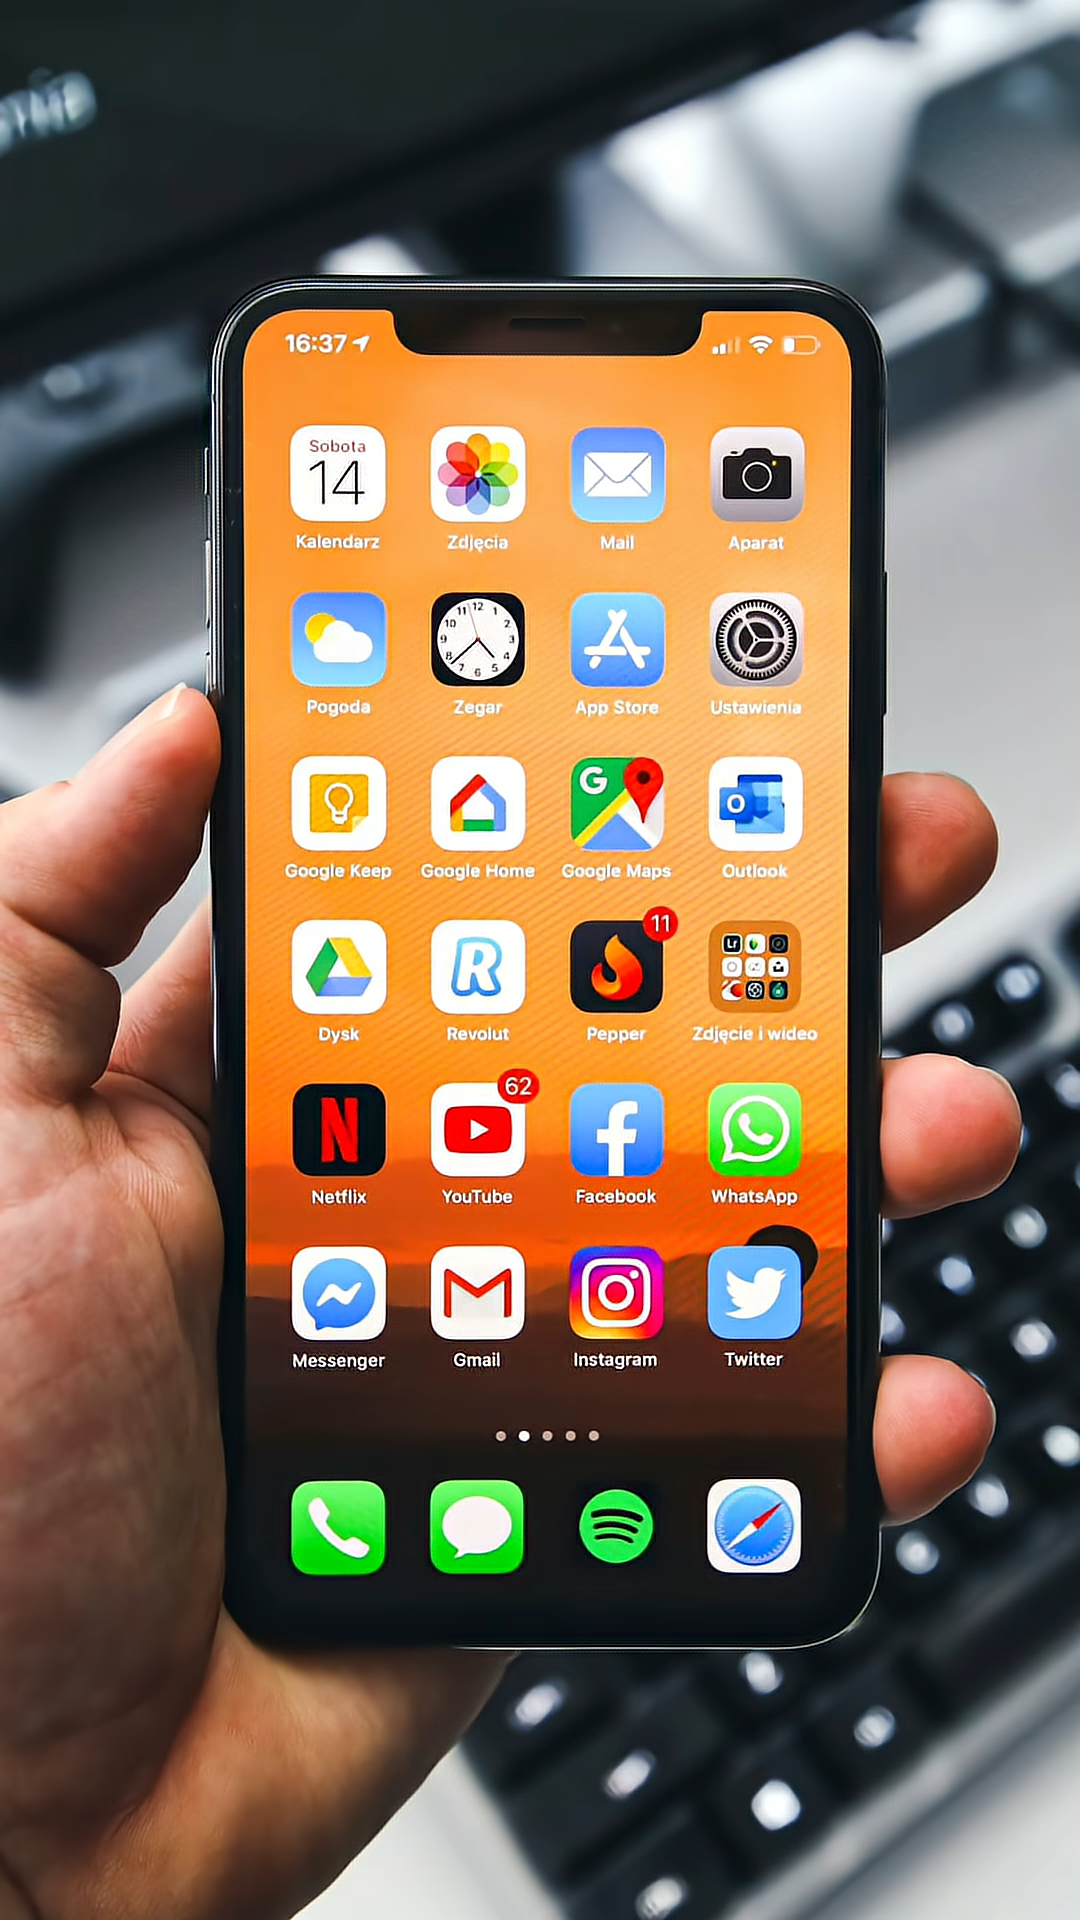 16:37
Sobota
14
Kalendarz Zdjęcia Mail Aparat
Pogoda Zegar App Store Ustawienia
G
O
Google Keep Google Home Google Maps Outlook
R
11
Lr
Dysk Revolut Pepper Zdjęcie i wideo
N
62
f
Netflix YouTube Facebook WhatsApp
Messenger Gmail Instagram Twitter